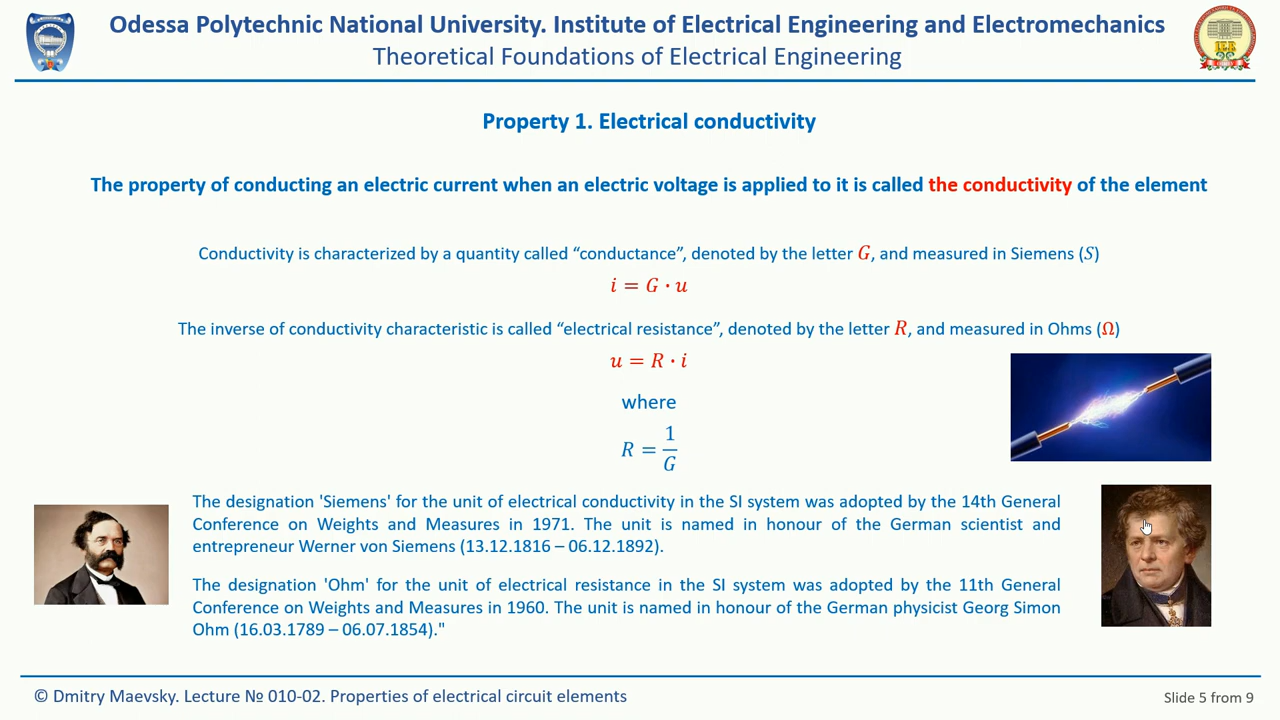 Odessa Polytechnic National University. Institute of Electrical Engineering and Electromechanics
Theoretical Foundations of Electrical Engineering
Property 1. Electrical conductivity
The property of conducting an electric current when an electric voltage is applied to it is called the conductivity of the element
Conductivity is characterized by a quantity called “conductance”, denoted by the letter G, and measured in Siemens (S)
i = G · u
The inverse of conductivity characteristic is called “electrical resistance”, denoted by the letter R, and measured in Ohms (Ω)
u = R · i
where
R = 1/G
The designation 'Siemens' for the unit of electrical conductivity in the SI system was adopted by the 14th General
Conference on Weights and Measures in 1971. The unit is named in honour of the German scientist and
entrepreneur Werner von Siemens (13.12.1816 – 06.12.1892).
The designation 'Ohm' for the unit of electrical resistance in the SI system was adopted by the 11th General
Conference on Weights and Measures in 1960. The unit is named in honour of the German physicist Georg Simon
Ohm (16.03.1789 – 06.07.1854)."
© Dmitry Maevsky. Lecture № 010-02. Properties of electrical circuit elements
Slide 5 from 9